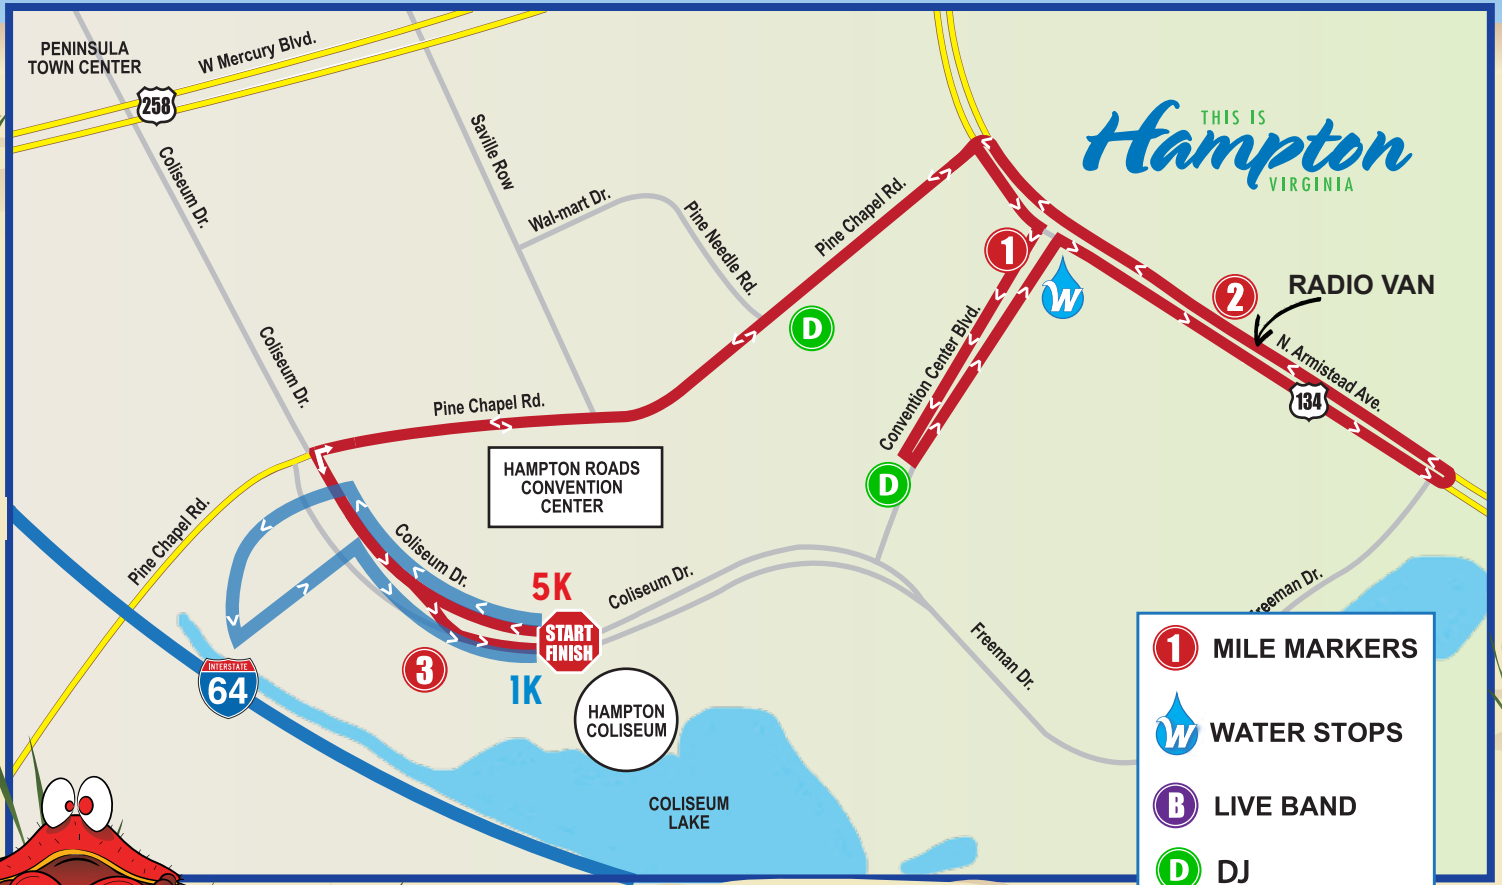 PENINSULA
TOWN CENTER
W Mercury Blvd.
258
Coliseum Dr.
Saville Row
Wal-mart Dr.
Pine Needle Rd.
Pine Chapel Rd.
THIS IS
Hampton
VIRGINIA
1
W
2
RADIO VAN
D
Convention Center Blvd.
N. Armistead Ave.
134
Coliseum Dr.
Pine Chapel Rd.
HAMPTON ROADS
CONVENTION
CENTER
D
Pine Chapel Rd.
Coliseum Dr.
5K
START
FINISH
1K
3
Coliseum Dr.
Freeman Dr.
Freeman Dr.
INTERSTATE
64
HAMPTON
COLISEUM
COLISEUM
LAKE
1 MILE MARKERS
W WATER STOPS
B LIVE BAND
D DJ